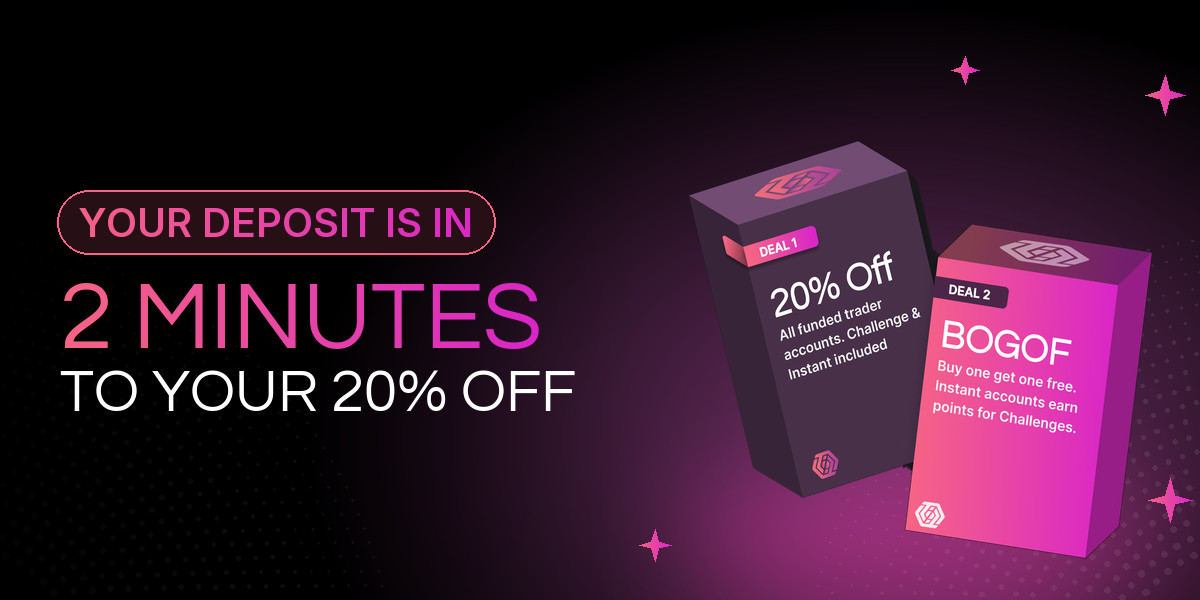 YOUR DEPOSIT IS IN
2 MINUTES
TO YOUR 20% OFF
DEAL 1
20% Off
All funded trader
accounts. Challenge &
Instant included
DEAL 2
BOGOF
Buy one get one free.
Instant accounts earn
points for Challenges.